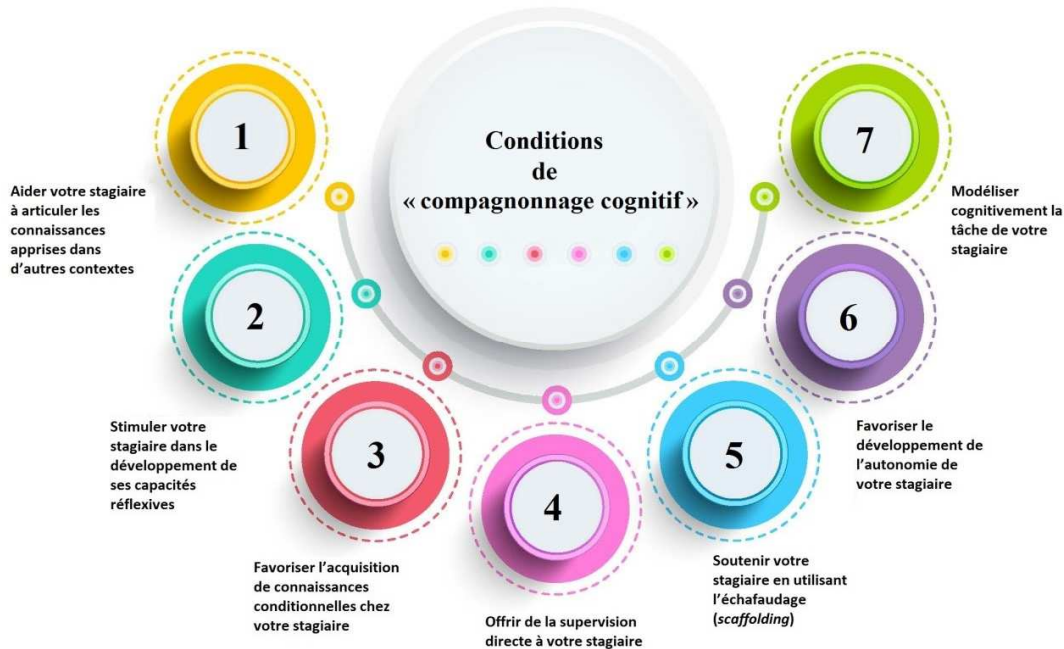 Conditions
de
« compagnonnage cognitif »
1
Aider votre stagiaire
à articuler les
connaissances
apprises dans
d’autres contextes
2
Stimuler votre
stagiaire dans le
développement de
ses capacités
réflexives
3
Favoriser l’acquisition
de connaissances
conditionnelles chez
votre stagiaire
4
Offrir de la supervision
directe à votre stagiaire
5
Soutenir votre
stagiaire en utilisant
l’échafaudage
(scaffolding)
6
Favoriser le
développement de
l’autonomie de
votre stagiaire
7
Modéliser
cognitivement la
tâche de votre
stagiaire